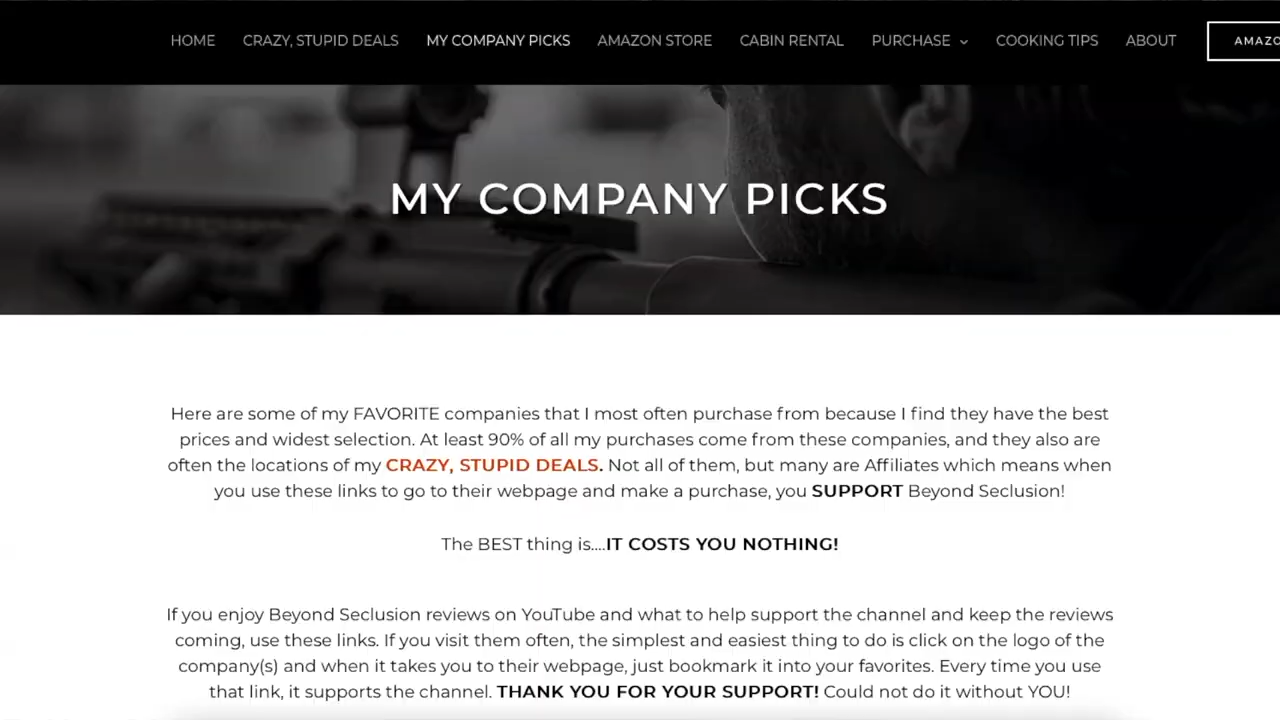 HOME CRAZY, STUPID DEALS MY COMPANY PICKS AMAZON STORE CABIN RENTAL PURCHASE COOKING TIPS ABOUT
MY COMPANY PICKS
Here are some of my FAVORITE companies that I most often purchase from because I find they have the best
prices and widest selection. At least 90% of all my purchases come from these companies, and they also are
often the locations of my CRAZY, STUPID DEALS. Not all of them, but many are Affiliates which means when
you use these links to go to their webpage and make a purchase, you SUPPORT Beyond Seclusion!
The BEST thing is....IT COSTS YOU NOTHING!
If you enjoy Beyond Seclusion reviews on YouTube and what to help support the channel and keep the reviews
coming, use these links. If you visit them often, the simplest and easiest thing to do is click on the logo of the
company(s) and when it takes you to their webpage, just bookmark it into your favorites. Every time you use
that link, it supports the channel. THANK YOU FOR YOUR SUPPORT! Could not do it without YOU!